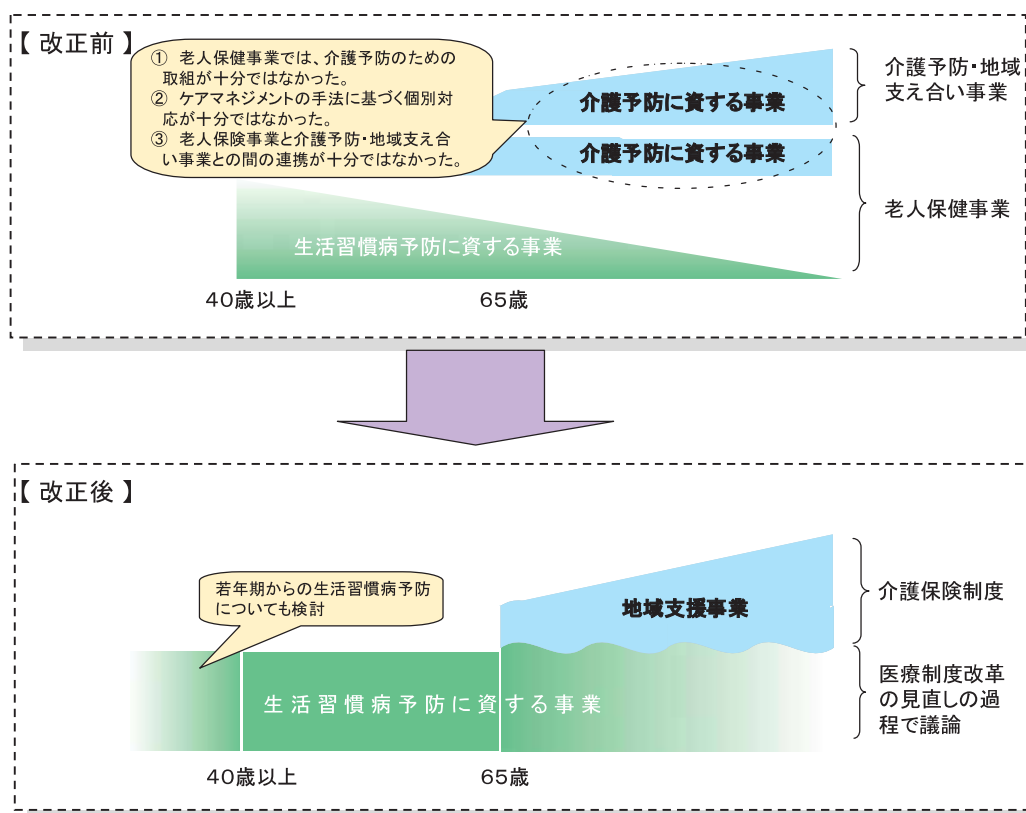 【 改正前 】
① 老人保健事業では、介護予防のための
取組が十分ではなかった。
② ケアマネジメントの手法に基づく個別対
応が十分ではなかった。
③ 老人保険事業と介護予防・地域支え合
い事業との間の連携が十分ではなかった。
介護予防に資する事業
介護予防・地域
支え合い事業
介護予防に資する事業
老人保健事業
生活習慣病予防に資する事業
40歳以上
65歳
【 改正後 】
若年期からの生活習慣病予防
についても検討
地域支援事業
介護保険制度
生活習慣病予防に資する事業
医療制度改革
の見直しの過
程で議論
40歳以上
65歳